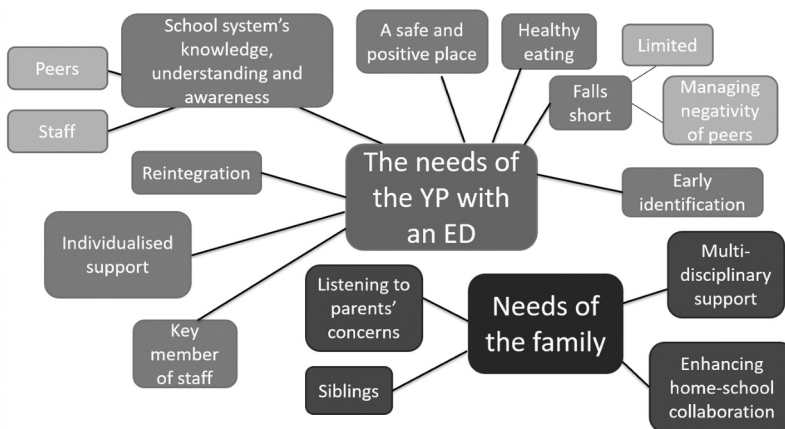 School system's
knowledge,
understanding and
awareness
Peers
Staff
A safe and
positive place
Healthy
eating
Limited
Falls
short
Managing
negativity
of peers
The needs of
the YP with
an ED
Reintegration
Early
identification
Individualised
support
Key
member
of staff
Listening to
parents'
concerns
Needs of
the family
Multi-
disciplinary
support
Siblings
Enhancing
home-school
collaboration